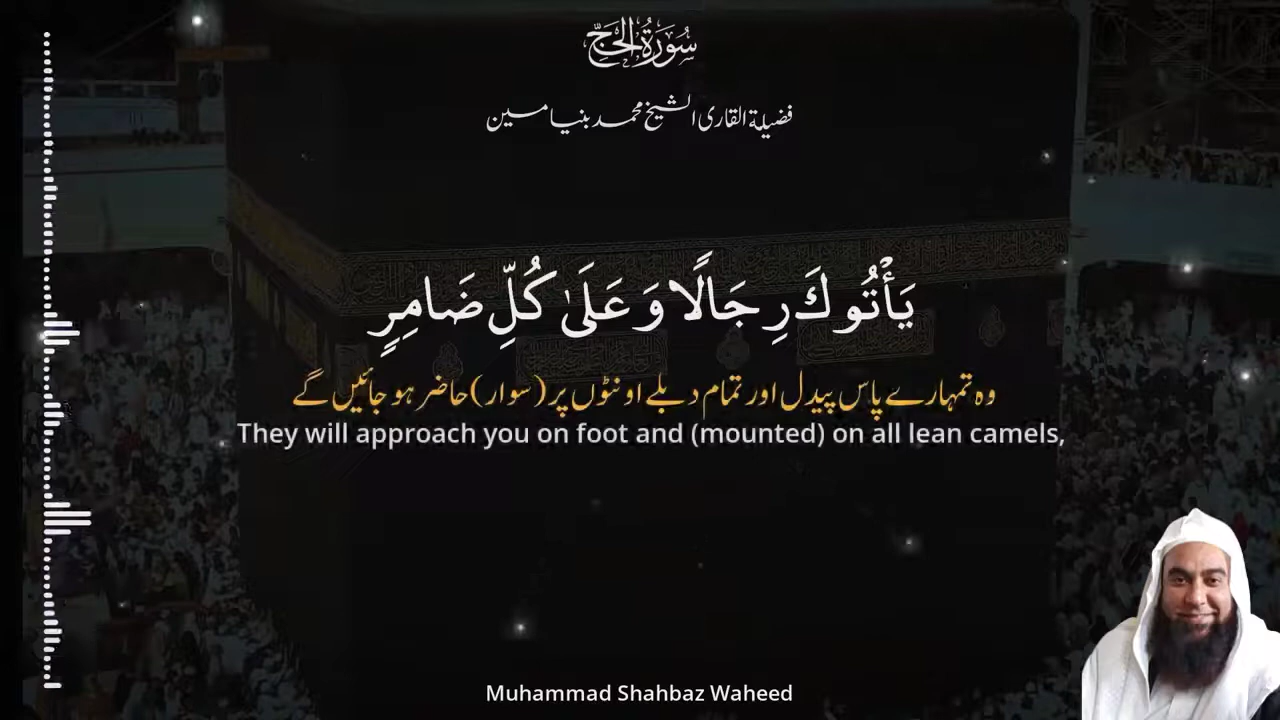 سُورَةُ الحَجّ
فضیلۃ القاری الشیخ محمد بنیامین
يَأْتُوكَ رِجَالًا وَعَلَىٰ كُلِّ ضَامِرٍ
وہ تمہارے پاس پیدل اور تمام دبلے اونٹوں پر (سوار) حاضر ہو جائیں گے
They will approach you on foot and (mounted) on all lean camels,
Muhammad Shahbaz Waheed